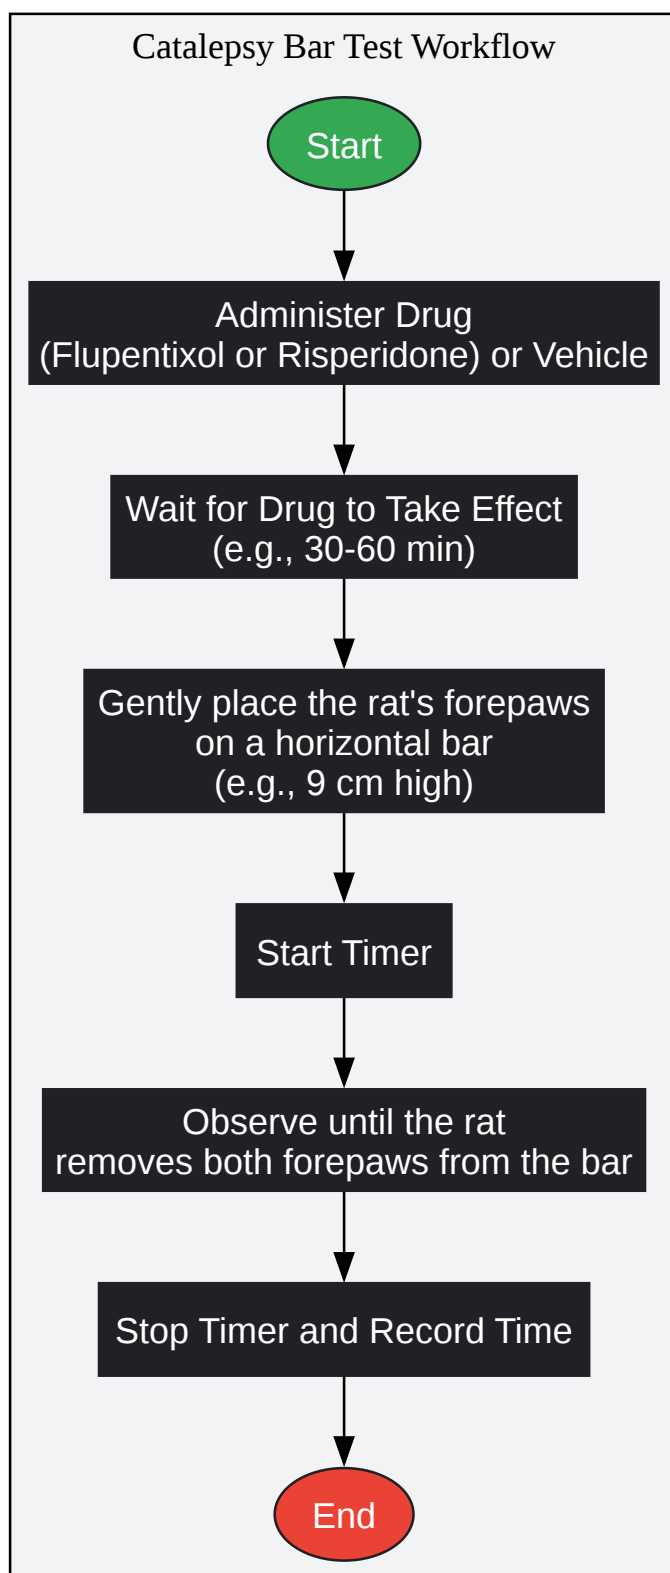 Catalepsy Bar Test Workflow
Start
Administer Drug
(Flupentixol or Risperidone) or Vehicle
Wait for Drug to Take Effect
(e.g., 30-60 min)
Gently place the rat's forepaws
on a horizontal bar
(e.g., 9 cm high)
Start Timer
Observe until the rat
removes both forepaws from the bar
Stop Timer and Record Time
End